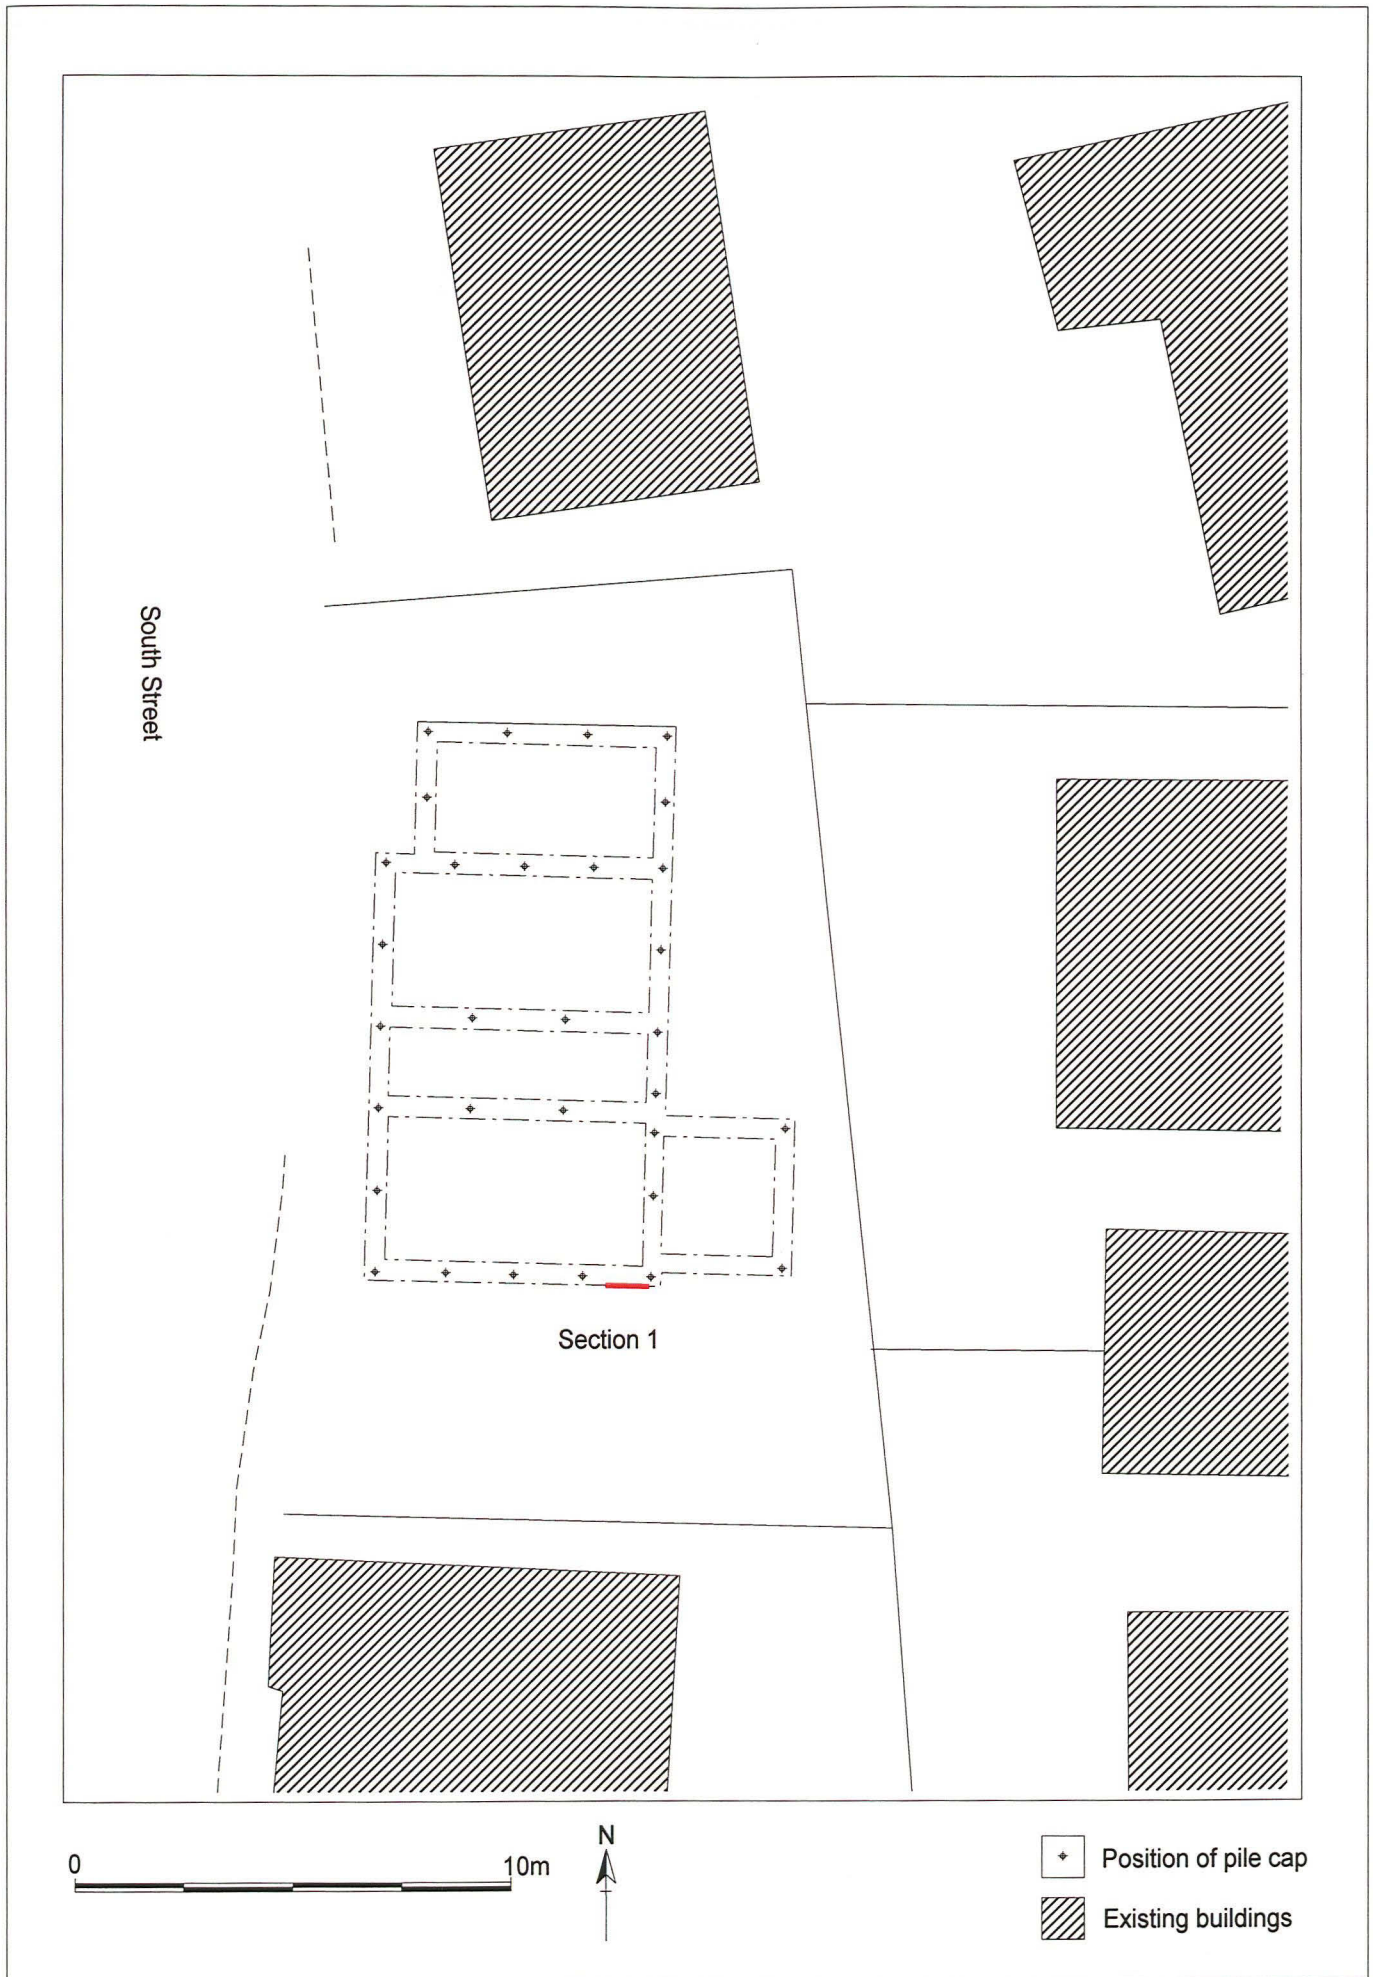 South Street
Section 1
0
10m
N
Position of pile cap
Existing buildings